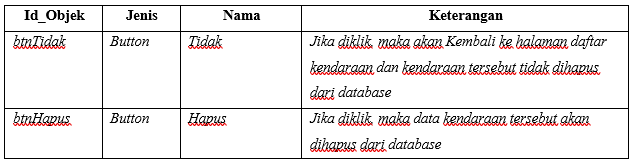 Id_Objek Jenis Nama Keterangan
btnTidak Button Tidak Jika diklik, maka akan Kembali ke halaman daftar
kendaraan dan kendaraan tersebut tidak dihapus
dari database
btnHapus Button Hapus Jika diklik, maka data kendaraan tersebut akan
dihapus dari database